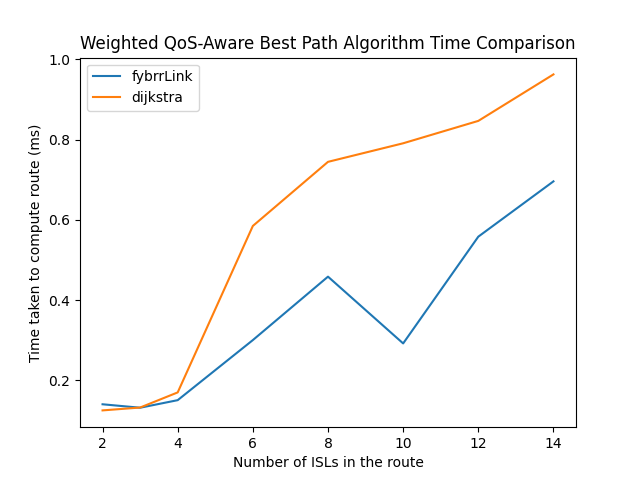 Weighted QoS-Aware Best Path Algorithm Time Comparison
fybrrLink
dijkstra
Time taken to compute route (ms)
1.0
0.8
0.6
0.4
0.2
2 4 6 8 10 12 14
Number of ISLs in the route